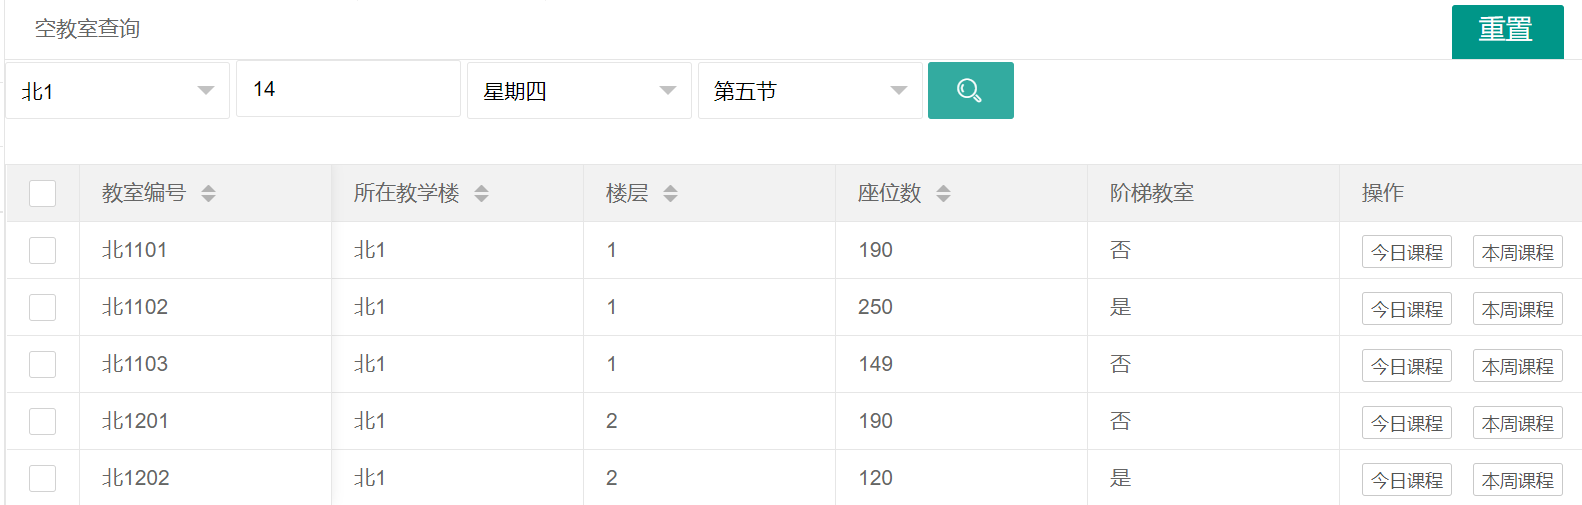 空教室查询 重置
北1 14 星期四 第五节
教室编号 所在教学楼 楼层 座位数 阶梯教室 操作
北1101 北1 1 190 否 今日课程 本周课程
北1102 北1 1 250 是 今日课程 本周课程
北1103 北1 1 149 否 今日课程 本周课程
北1201 北1 2 190 否 今日课程 本周课程
北1202 北1 2 120 是 今日课程 本周课程